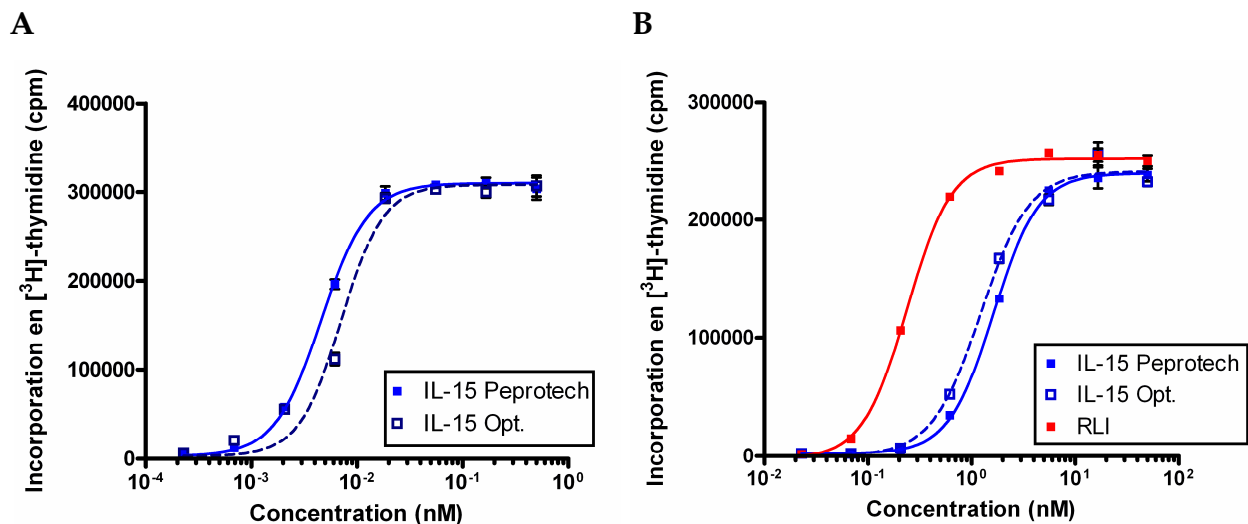 A
Incorporation en [³H]-thymidine (cpm)
400000
300000
200000
100000
0
10⁻⁴
10⁻³
10⁻²
10⁻¹
10⁰
Concentration (nM)
IL-15 Peprotech
IL-15 Opt.
B
Incorporation en [³H]-thymidine (cpm)
300000
200000
100000
0
10⁻²
10⁻¹
10⁰
10¹
10²
Concentration (nM)
IL-15 Peprotech
IL-15 Opt.
RLI